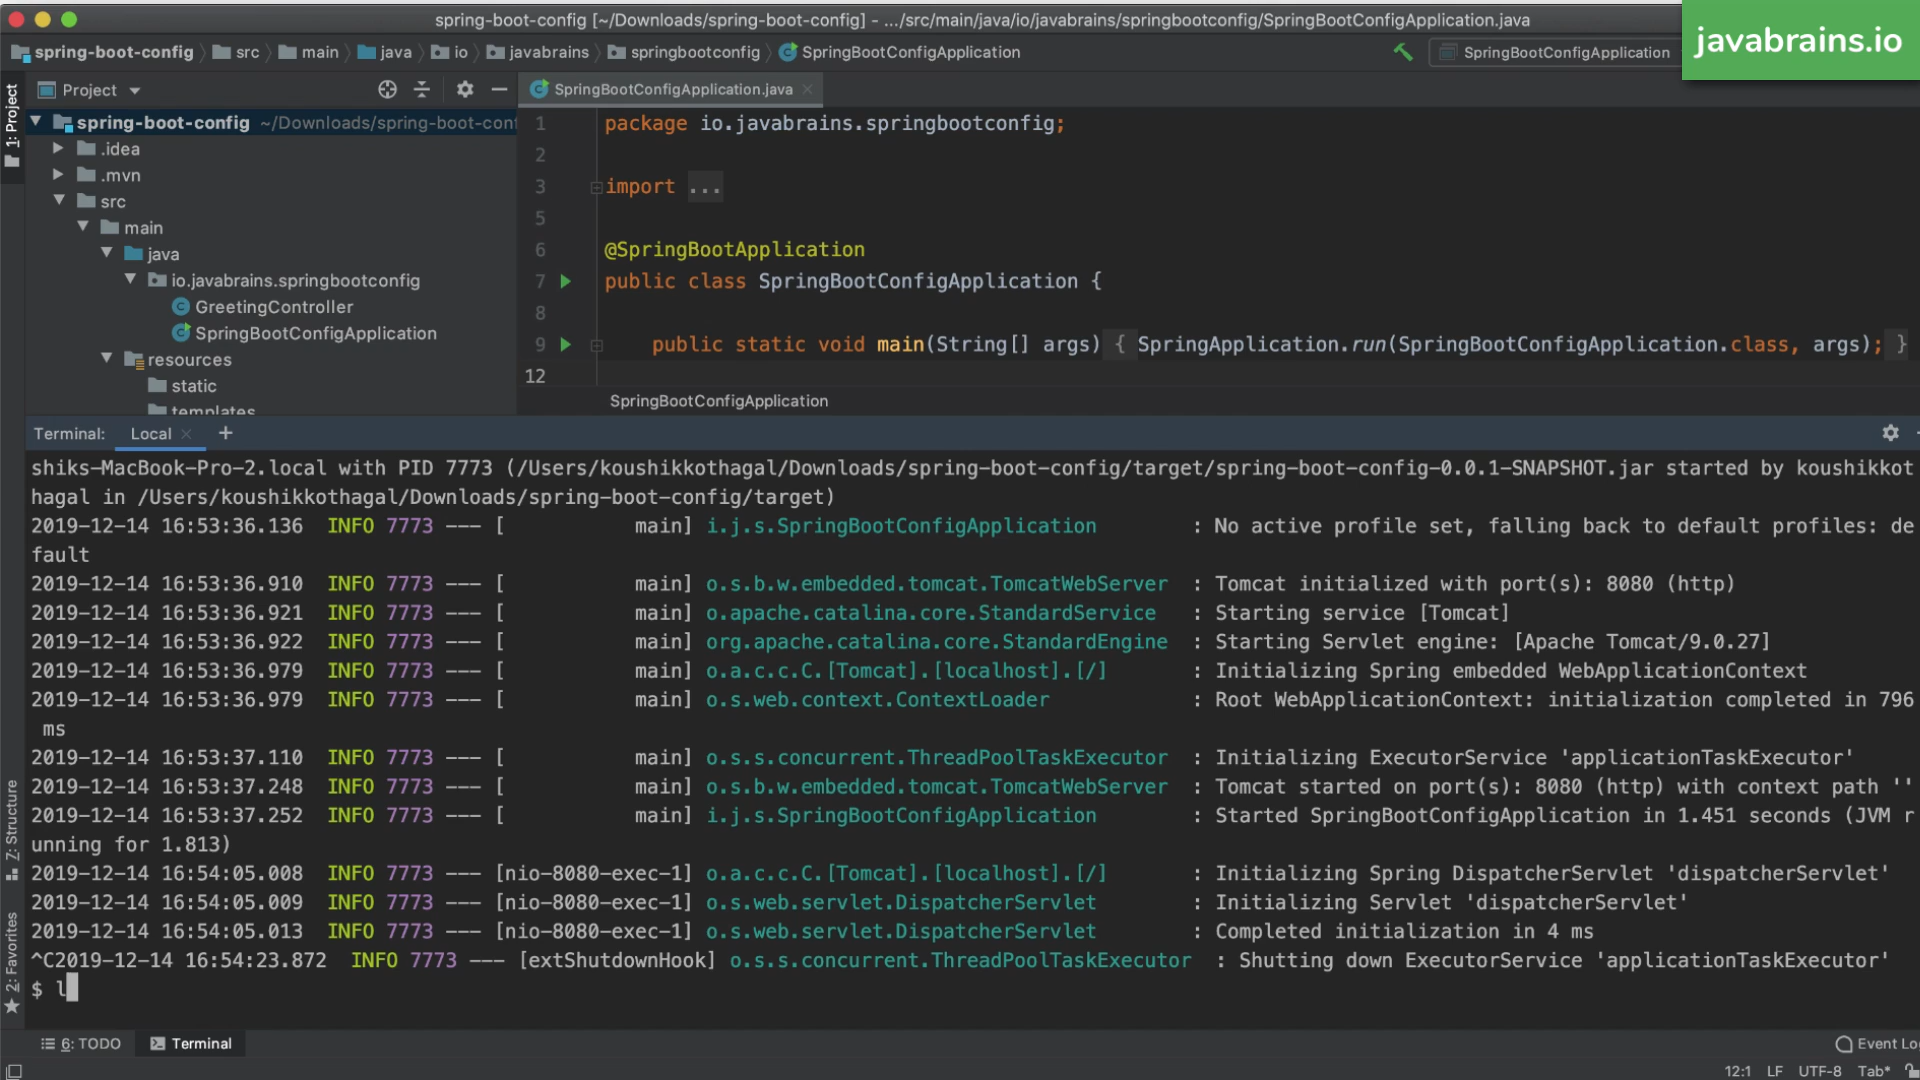 spring-boot-config [~/Downloads/spring-boot-config] - .../src/main/java/io/javabrains/springbootconfig/SpringBootConfigApplication.java
javabrains.io
spring-boot-config src main java io javabrains springbootconfig SpringBootConfigApplication
SpringBootConfigApplication
1: Project
Project
SpringBootConfigApplication.java
spring-boot-config ~/Downloads/spring-boot-conf
.idea
.mvn
src
main
java
io.javabrains.springbootconfig
GreetingController
SpringBootConfigApplication
resources
static
templates
1 package io.javabrains.springbootconfig;
2
3 import ...
5
6 @SpringBootApplication
7 public class SpringBootConfigApplication {
8
9 public static void main(String[] args) { SpringApplication.run(SpringBootConfigApplication.class, args); }
12
SpringBootConfigApplication
Terminal: Local +
shiks-MacBook-Pro-2.local with PID 7773 (/Users/koushikkothagal/Downloads/spring-boot-config/target/spring-boot-config-0.0.1-SNAPSHOT.jar started by koushikkot
hagal in /Users/koushikkothagal/Downloads/spring-boot-config/target)
2019-12-14 16:53:36.136 INFO 7773 --- [ main] i.j.s.SpringBootConfigApplication : No active profile set, falling back to default profiles: de
fault
2019-12-14 16:53:36.910 INFO 7773 --- [ main] o.s.b.w.embedded.tomcat.TomcatWebServer : Tomcat initialized with port(s): 8080 (http)
2019-12-14 16:53:36.921 INFO 7773 --- [ main] o.apache.catalina.core.StandardService : Starting service [Tomcat]
2019-12-14 16:53:36.922 INFO 7773 --- [ main] org.apache.catalina.core.StandardEngine : Starting Servlet engine: [Apache Tomcat/9.0.27]
2019-12-14 16:53:36.979 INFO 7773 --- [ main] o.a.c.c.C.[Tomcat].[localhost].[/] : Initializing Spring embedded WebApplicationContext
2019-12-14 16:53:36.979 INFO 7773 --- [ main] o.s.web.context.ContextLoader : Root WebApplicationContext: initialization completed in 796
ms
2019-12-14 16:53:37.110 INFO 7773 --- [ main] o.s.s.concurrent.ThreadPoolTaskExecutor : Initializing ExecutorService 'applicationTaskExecutor'
2019-12-14 16:53:37.248 INFO 7773 --- [ main] o.s.b.w.embedded.tomcat.TomcatWebServer : Tomcat started on port(s): 8080 (http) with context path ''
2019-12-14 16:53:37.252 INFO 7773 --- [ main] i.j.s.SpringBootConfigApplication : Started SpringBootConfigApplication in 1.451 seconds (JVM r
unning for 1.813)
2019-12-14 16:54:05.008 INFO 7773 --- [nio-8080-exec-1] o.a.c.c.C.[Tomcat].[localhost].[/] : Initializing Spring DispatcherServlet 'dispatcherServlet'
2019-12-14 16:54:05.009 INFO 7773 --- [nio-8080-exec-1] o.s.web.servlet.DispatcherServlet : Initializing Servlet 'dispatcherServlet'
2019-12-14 16:54:05.013 INFO 7773 --- [nio-8080-exec-1] o.s.web.servlet.DispatcherServlet : Completed initialization in 4 ms
^C2019-12-14 16:54:23.872 INFO 7773 --- [extShutdownHook] o.s.s.concurrent.ThreadPoolTaskExecutor : Shutting down ExecutorService 'applicationTaskExecutor'
$ l
Z: Structure
2: Favorites
6: TODO Terminal
Event Lo
12:1 LF UTF-8 Tab*